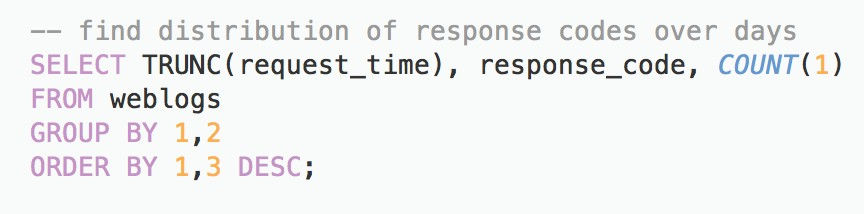 -- find distribution of response codes over days
SELECT TRUNC(request_time), response_code, COUNT(1)
FROM weblogs
GROUP BY 1,2
ORDER BY 1,3 DESC;